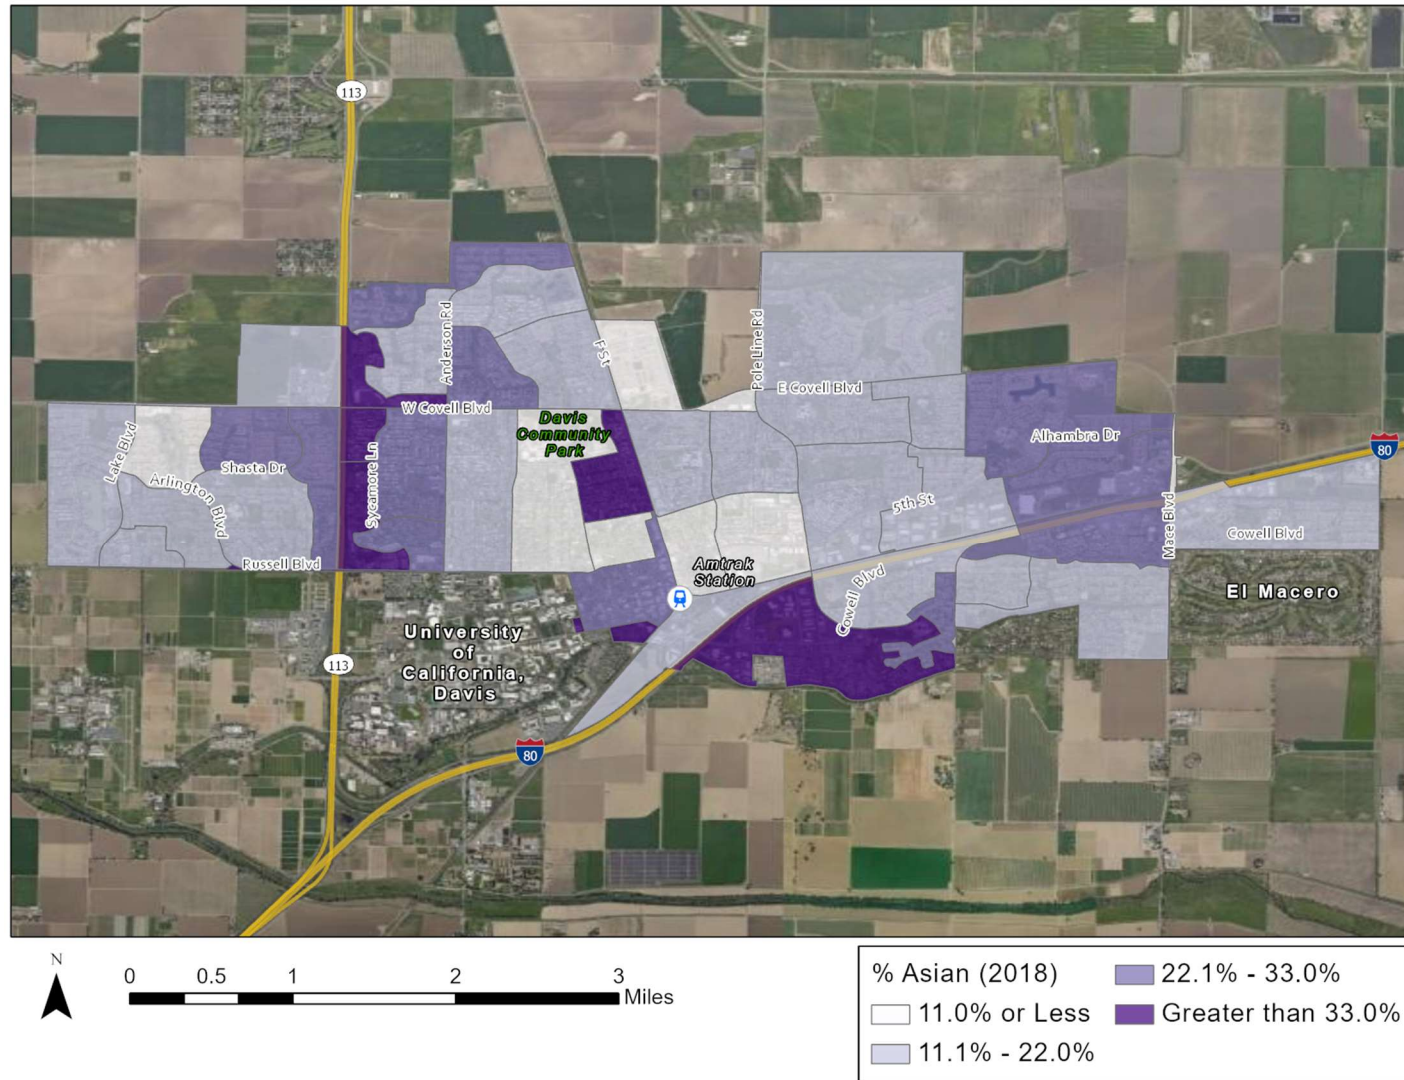 113
Anderson Rd
F St
Pole Line Rd
E Covell Blvd
W Covell Blvd
Davis
Community
Park
Lake Blvd
Shasta Dr
Arlington Blvd
Sycamore Ln
Alhambra Dr
80
5th St
Mace Blvd
Cowell Blvd
Russell Blvd
Amtrak
Station
Cowell Blvd
El Macero
University
of
California,
Davis
113
80
N
0 0.5 1 2 3
Miles
% Asian (2018)
11.0% or Less
11.1% - 22.0%
22.1% - 33.0%
Greater than 33.0%